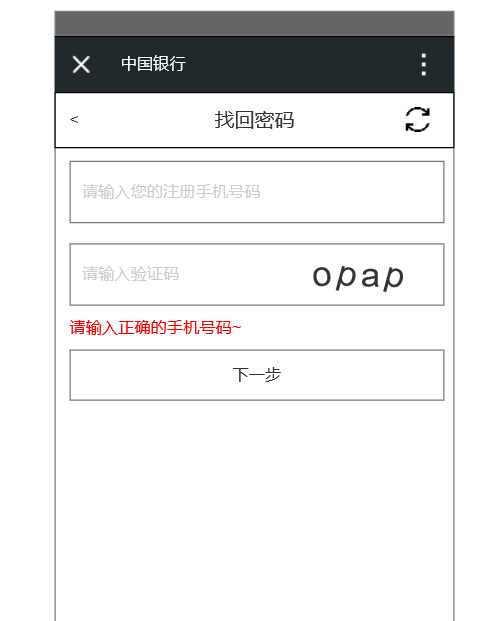 中国银行
< 找回密码
请输入您的注册手机号码
请输入验证码 opap
请输入正确的手机号码~
下一步